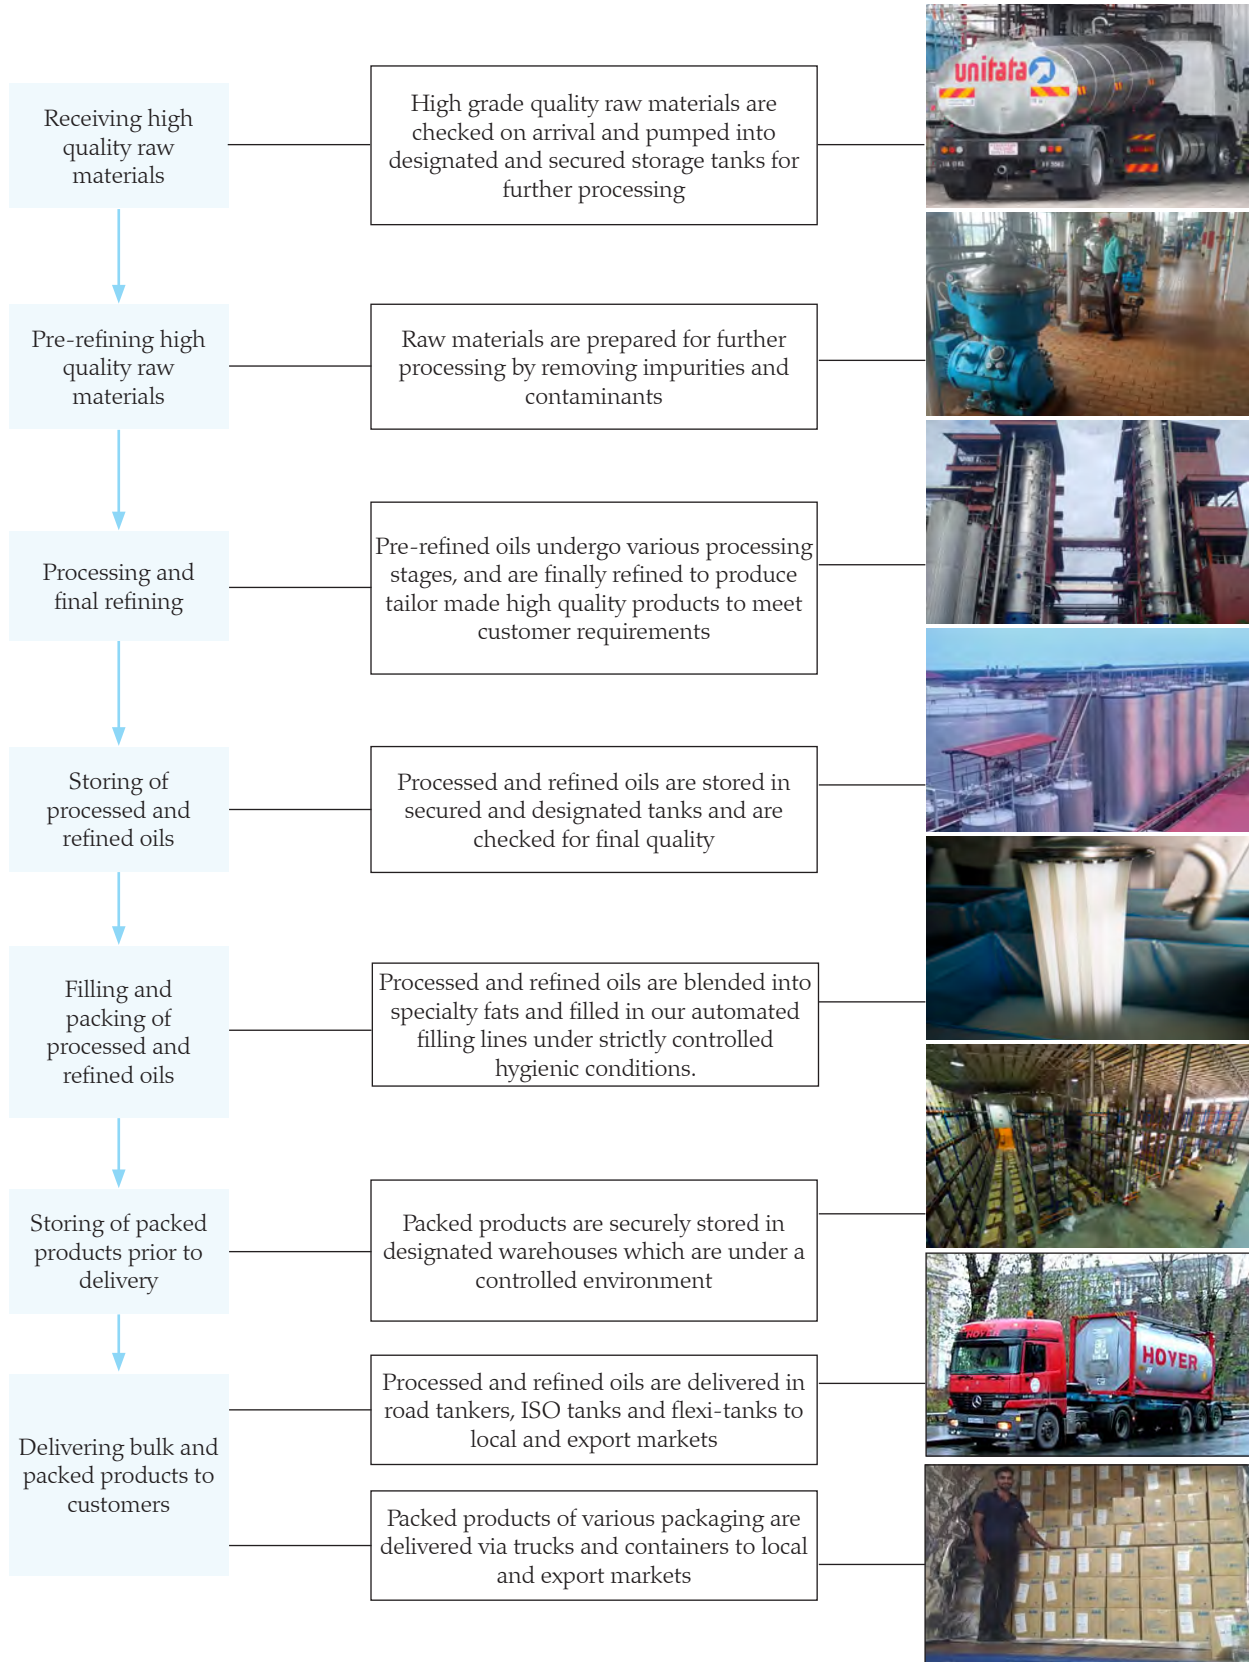 Receiving high
quality raw
materials
High grade quality raw materials are
checked on arrival and pumped into
designated and secured storage tanks for
further processing
unitata
Pre-refining high
quality raw
materials
Raw materials are prepared for further
processing by removing impurities and
contaminants
Processing and
final refining
Pre-refined oils undergo various processing
stages, and are finally refined to produce
tailor made high quality products to meet
customer requirements
Storing of
processed and
refined oils
Processed and refined oils are stored in
secured and designated tanks and are
checked for final quality
Filling and
packing of
processed and
refined oils
Processed and refined oils are blended into
specialty fats and filled in our automated
filling lines under strictly controlled
hygienic conditions.
Storing of packed
products prior to
delivery
Packed products are securely stored in
designated warehouses which are under a
controlled environment
Delivering bulk and
packed products to
customers
Processed and refined oils are delivered in
road tankers, ISO tanks and flexi-tanks to
local and export markets
HOYER
HOYER
Packed products of various packaging are
delivered via trucks and containers to local
and export markets